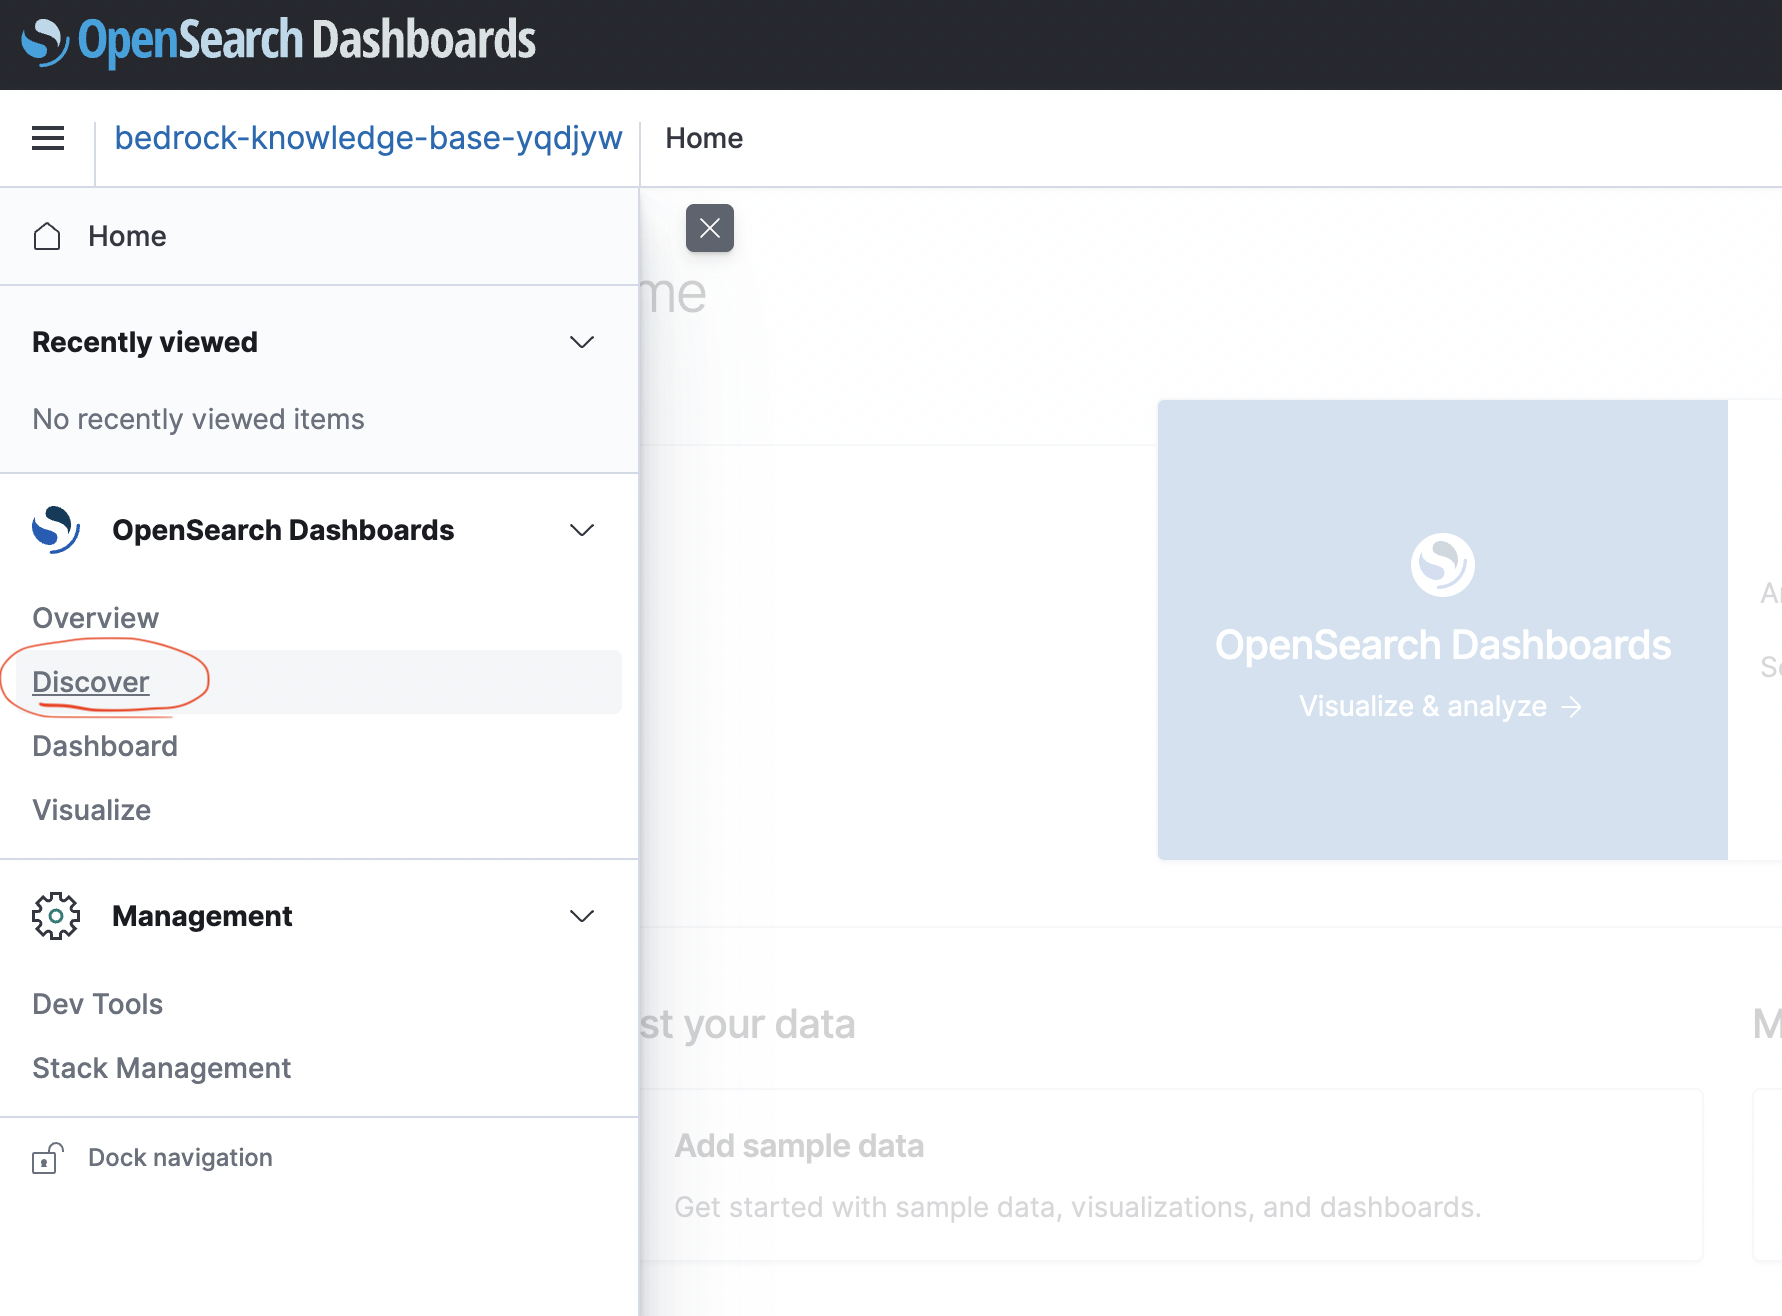 OpenSearch Dashboards
bedrock-knowledge-base-yqdjyw
Home
Home
me
Recently viewed
No recently viewed items
OpenSearch Dashboards
Overview
Discover
Dashboard
Visualize
OpenSearch Dashboards
Visualize & analyze
Management
Dev Tools
Stack Management
st your data
M
Add sample data
Get started with sample data, visualizations, and dashboards.
Dock navigation